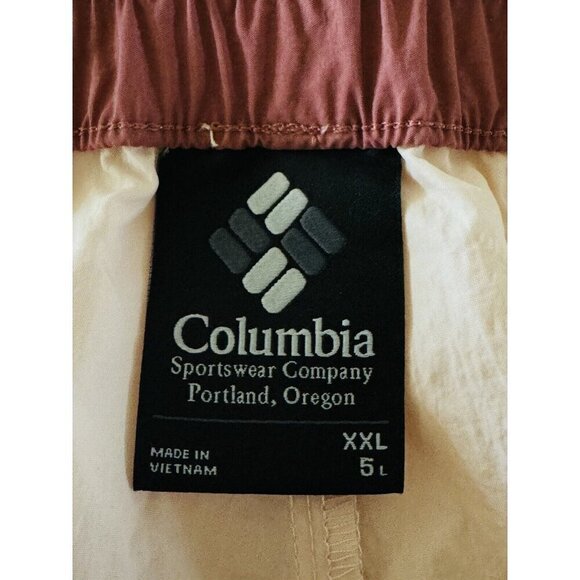 Columbia
Sportswear Company
Portland, Oregon
XXL
MADE IN
VIETNAM
5 L